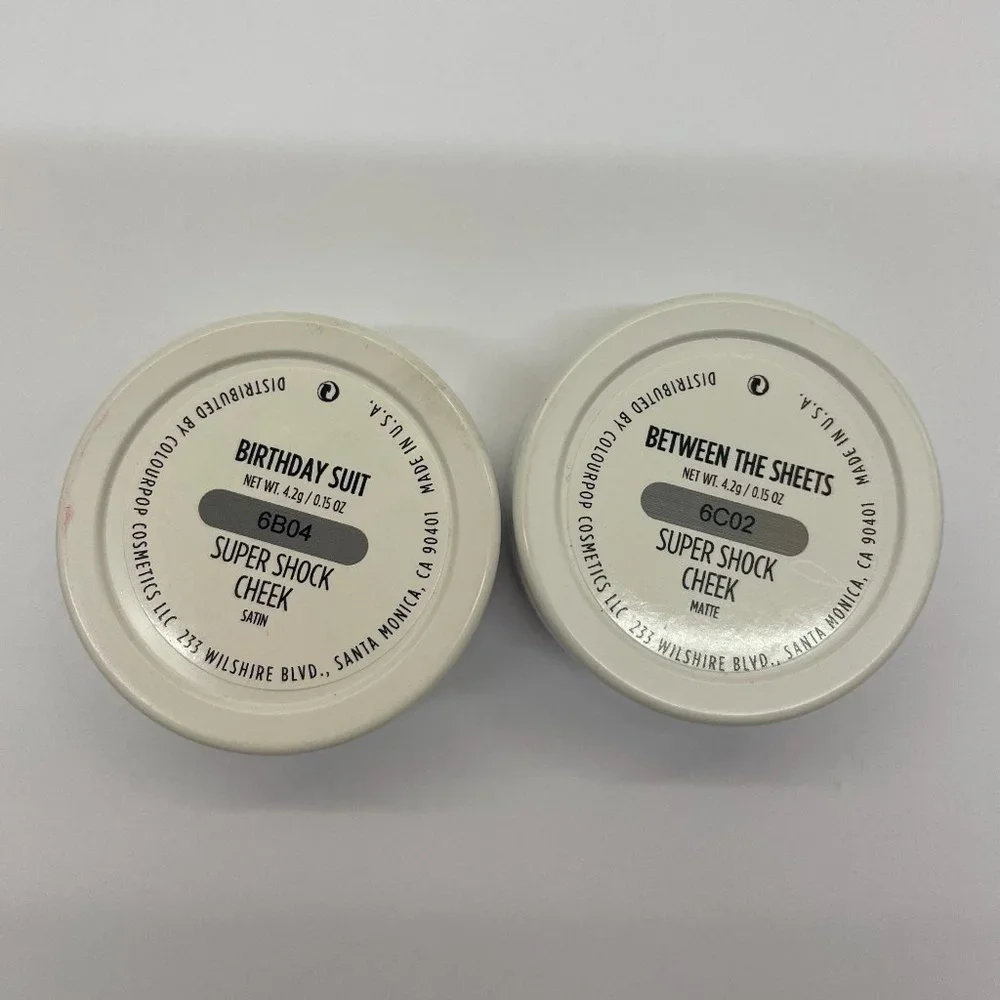 BIRTHDAY SUIT
NET WT. 4.2g / 0.15 OZ
6B04
SUPER SHOCK
CHEEK
SATIN
DISTRIBUTED BY COLOURPOP COSMETICS LLC 233 WILSHIRE BLVD., SANTA MONICA, CA 90401 MADE IN U.S.A.
BETWEEN THE SHEETS
NET WT. 4.2g / 0.15 OZ
6C02
SUPER SHOCK
CHEEK
MATTE
DISTRIBUTED BY COLOURPOP COSMETICS LLC 233 WILSHIRE BLVD., SANTA MONICA, CA 90401 MADE IN U.S.A.